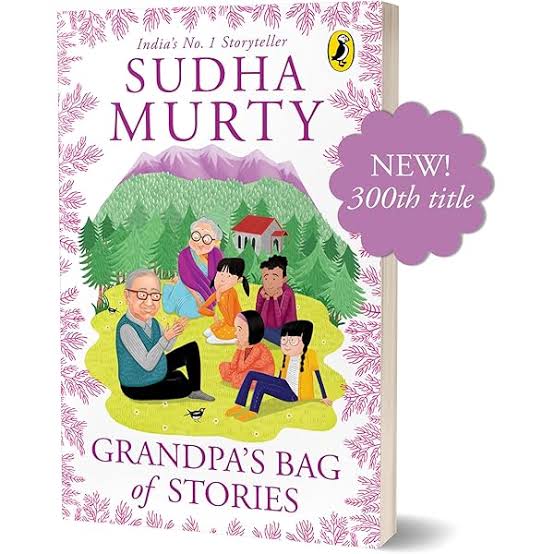 India's No. 1 Storyteller
SUDHA
MURTY
NEW!
300th title
GRANDPA'S BAG
of STORIES